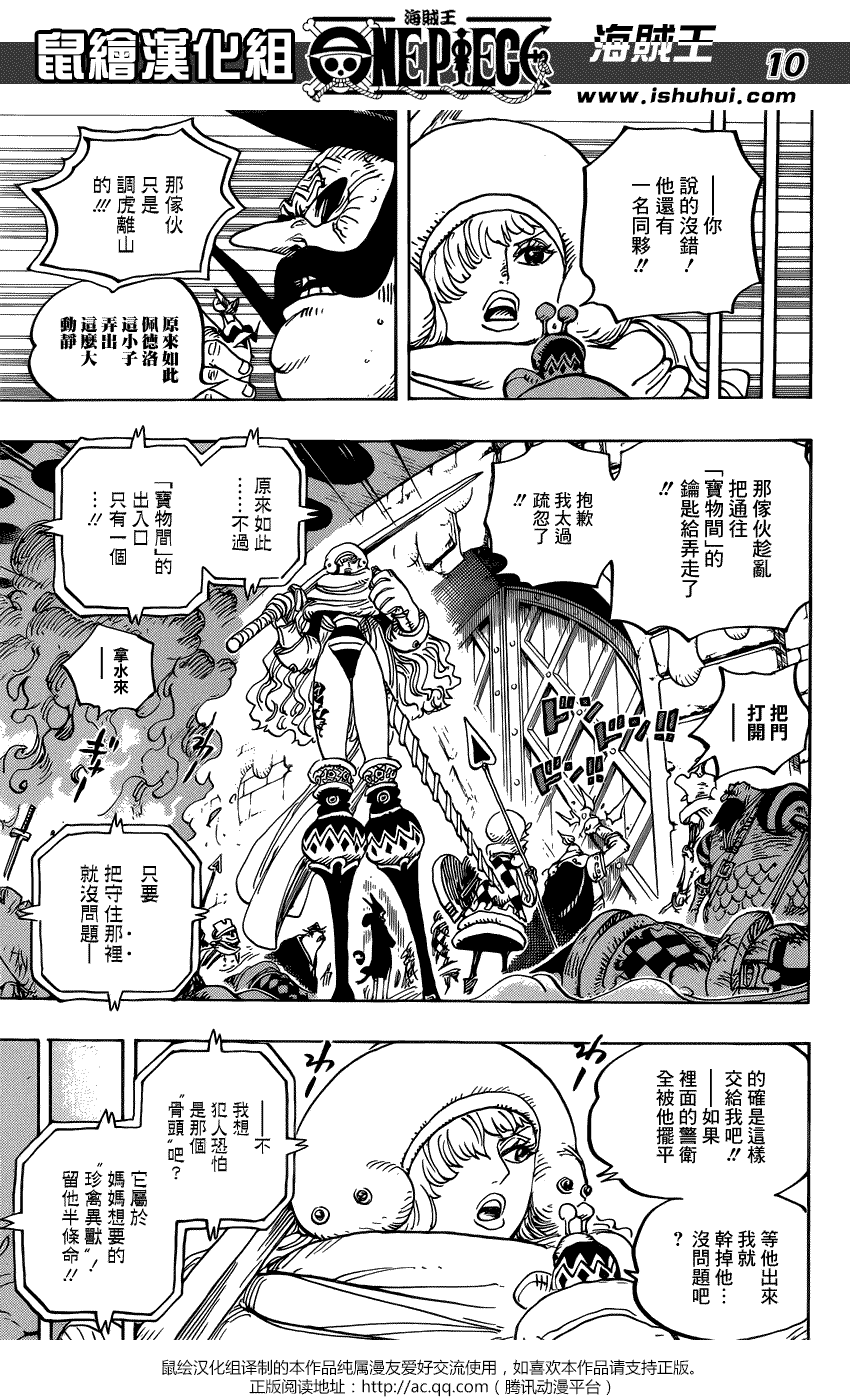 鼠繪漢化組
海賊王
ONE PIECE
海賊王
10
www.ishuhui.com
——你
說的沒錯!
他還有
一名同夥!!
那傢伙
只是
調虎離山
的!!!
原來如此
佩德洛
這小子
弄出
這麼大
動靜
那傢伙趁亂
把通往
「寶物間」的
鑰匙給弄走了
!!
抱歉
我太過
疏忽了
!!
原來如此
……不過
「寶物間」的
出入口
只有一個
…!!
把門
打開
——
拿水來
——
ドンドン!!
ドンドン!!
只要
把守住那裡
就沒問題—
的確是這樣
交給我吧!!
——如果
裡面的警衛
全被他擺平
等他出來
我就
幹掉他…
沒問題吧
?
わー
わー
——不
我想
犯人恐怕
是那個
"骨頭"吧?
它屬於
媽媽想要的
"珍禽異獸"!
留他半條命!!
鼠绘汉化组译制的本作品纯属漫友爱好交流使用，如喜欢本作品请支持正版。
正版阅读地址：http://ac.qq.com（腾讯动漫平台）